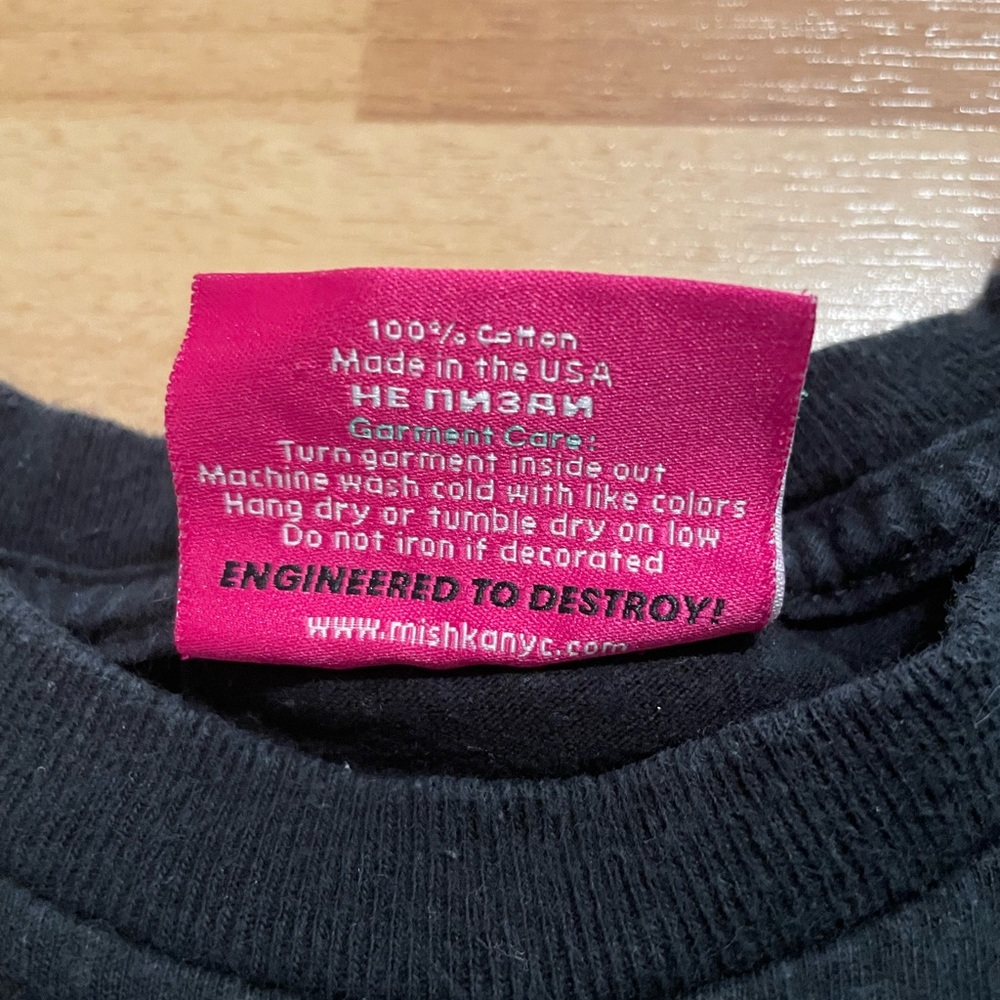 100% Cotton
Made in the USA
НЕ ПИЗДИ
Garment Care:
Turn garment inside out
Machine wash cold with like colors
Hang dry or tumble dry on low
Do not iron if decorated
ENGINEERED TO DESTROY!
www.mishkanyc.com